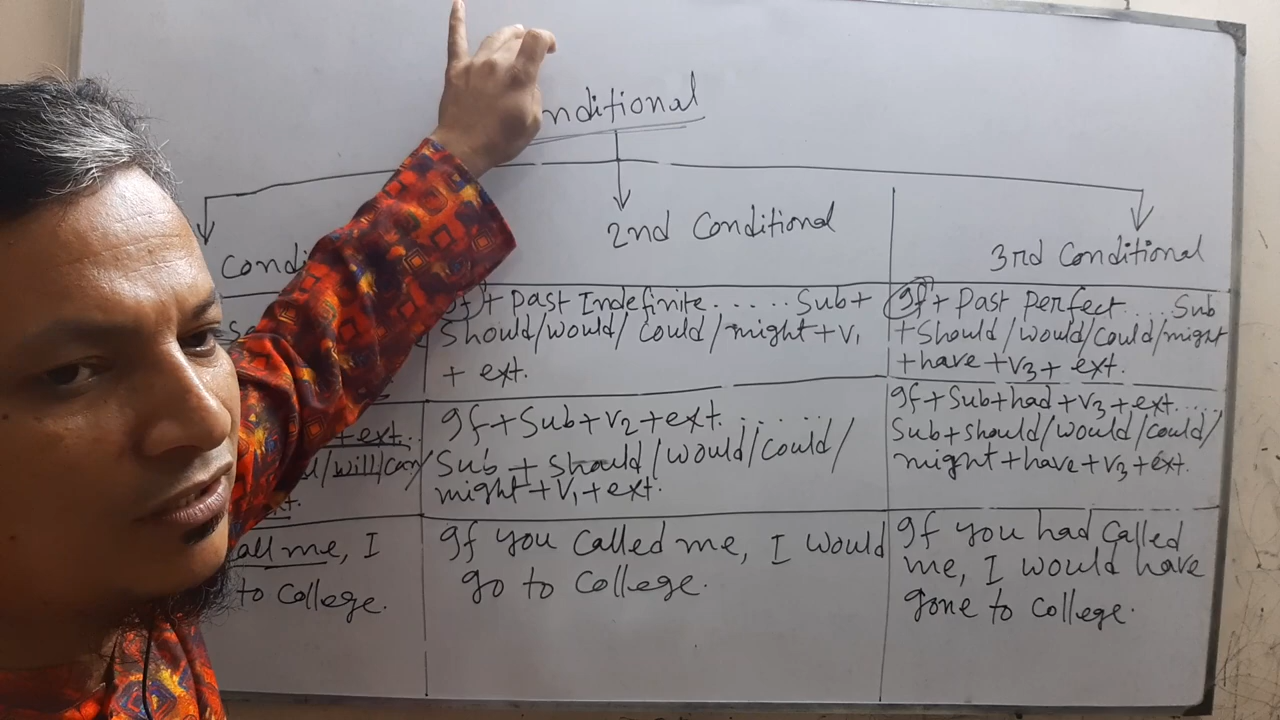 nditional
Condi
2nd Conditional
3rd Conditional
If + Past Indefinite...... Sub+
Should/would/could/might+v1
+ ext.
If + Past Perfect.... Sub
+Should/would/could/might
+have+v3+ ext.
+ext..
/will/can/
If+Sub+v2+ext.......
Sub + should/would/could/
might+v1+ext.
If+Sub+had+v3+ext.....
Sub+should/would/could/
might+have+v3+ext.
all me, I
to College.
If you called me, I would
go to college.
If you had called
me, I would have
gone to college.